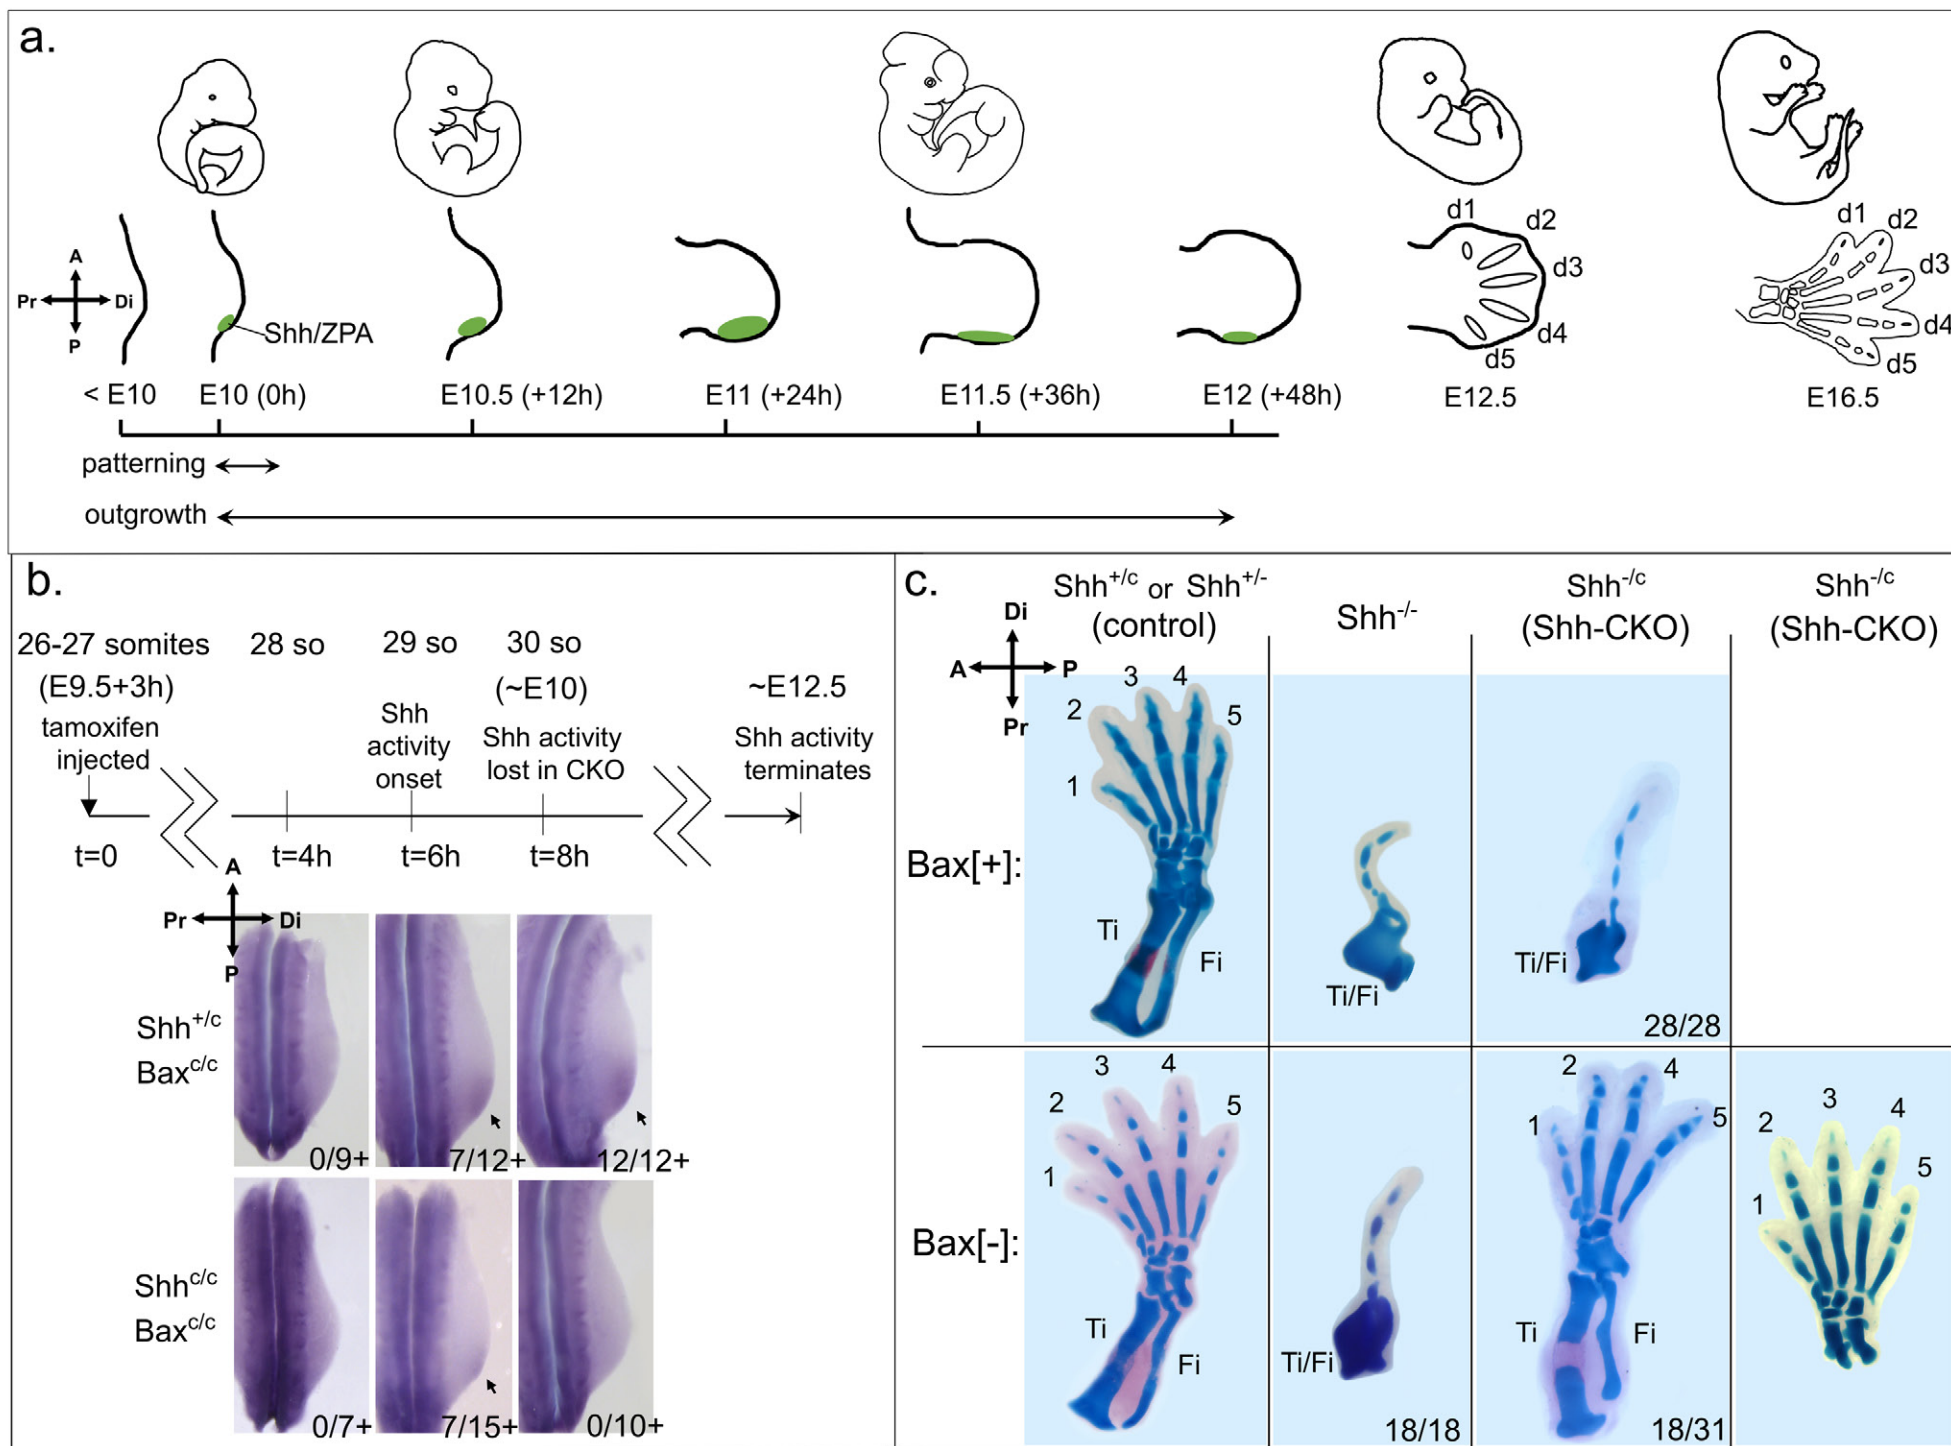 a.
A
Pr
Di
P
Shh/ZPA
d1
d2
d3
d4
d5
d1
d2
d3
d4
d5
< E10
E10 (0h)
E10.5 (+12h)
E11 (+24h)
E11.5 (+36h)
E12 (+48h)
E12.5
E16.5
patterning
outgrowth
b.
26-27 somites
(E9.5+3h)
tamoxifen
injected
28 so
29 so
Shh
activity
onset
30 so
(~E10)
Shh activity
lost in CKO
~E12.5
Shh activity
terminates
t=0
t=4h
t=6h
t=8h
A
Pr
Di
P
Shh+/c
Baxc/c
0/9+
7/12+
12/12+
Shhc/c
Baxc/c
0/7+
7/15+
0/10+
c.
Shh+/c or Shh+/-
(control)
Shh-/-
Shh-/c
(Shh-CKO)
Shh-/c
(Shh-CKO)
Di
A
P
Pr
Bax[+]:
1
2
3
4
5
Ti
Fi
Ti/Fi
Ti/Fi
28/28
Bax[-]:
1
2
3
4
5
Ti
Fi
Ti/Fi
18/18
1
2
4
5
Ti
Fi
18/31
1
2
3
4
5